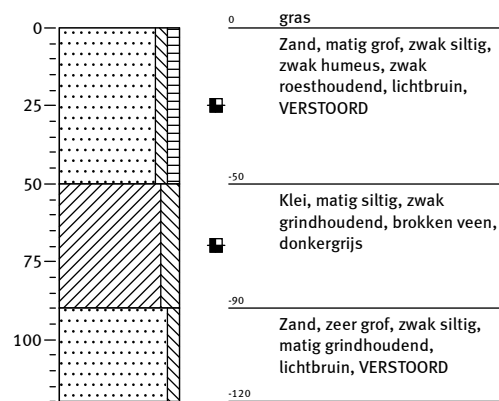 0
25
50
75
100
0 gras
Zand, matig grof, zwak siltig,
zwak humeus, zwak
roesthoudend, lichtbruin,
VERSTOORD
-50
Klei, matig siltig, zwak
grindhoudend, brokken veen,
donkergrijs
-90
Zand, zeer grof, zwak siltig,
matig grindhoudend,
lichtbruin, VERSTOORD
-120